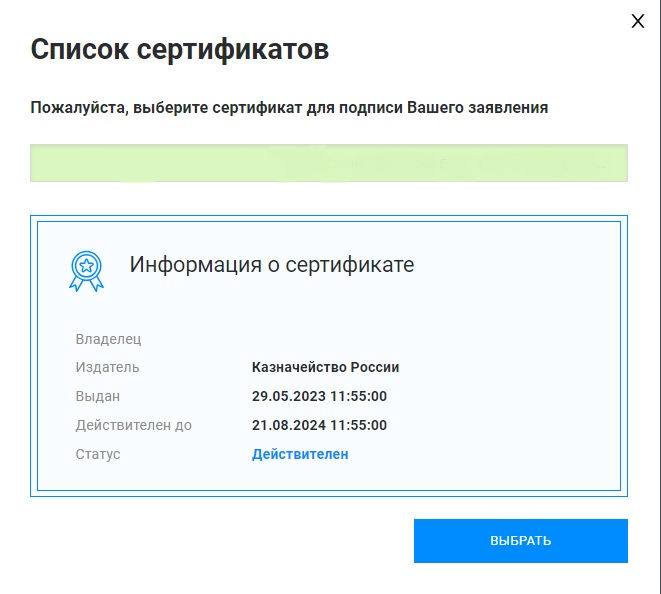 Список сертификатов
Пожалуйста, выберите сертификат для подписи Вашего заявления
Информация о сертификате
Владелец
Издатель Казначейство России
Выдан 29.05.2023 11:55:00
Действителен до 21.08.2024 11:55:00
Статус Действителен
ВЫБРАТЬ